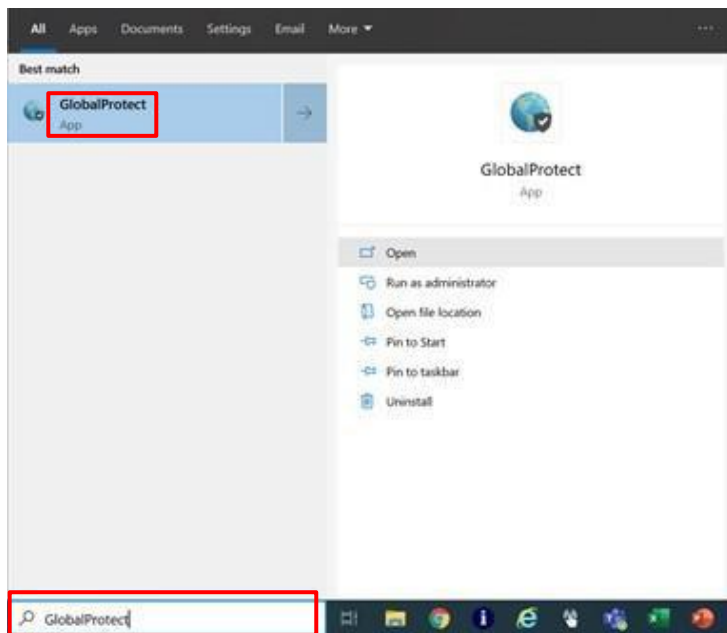 All Apps Documents Settings Email More
Best match
GlobalProtect
App
GlobalProtect
App
Open
Run as administrator
Open file location
Pin to Start
Pin to taskbar
Uninstall
GlobalProtect